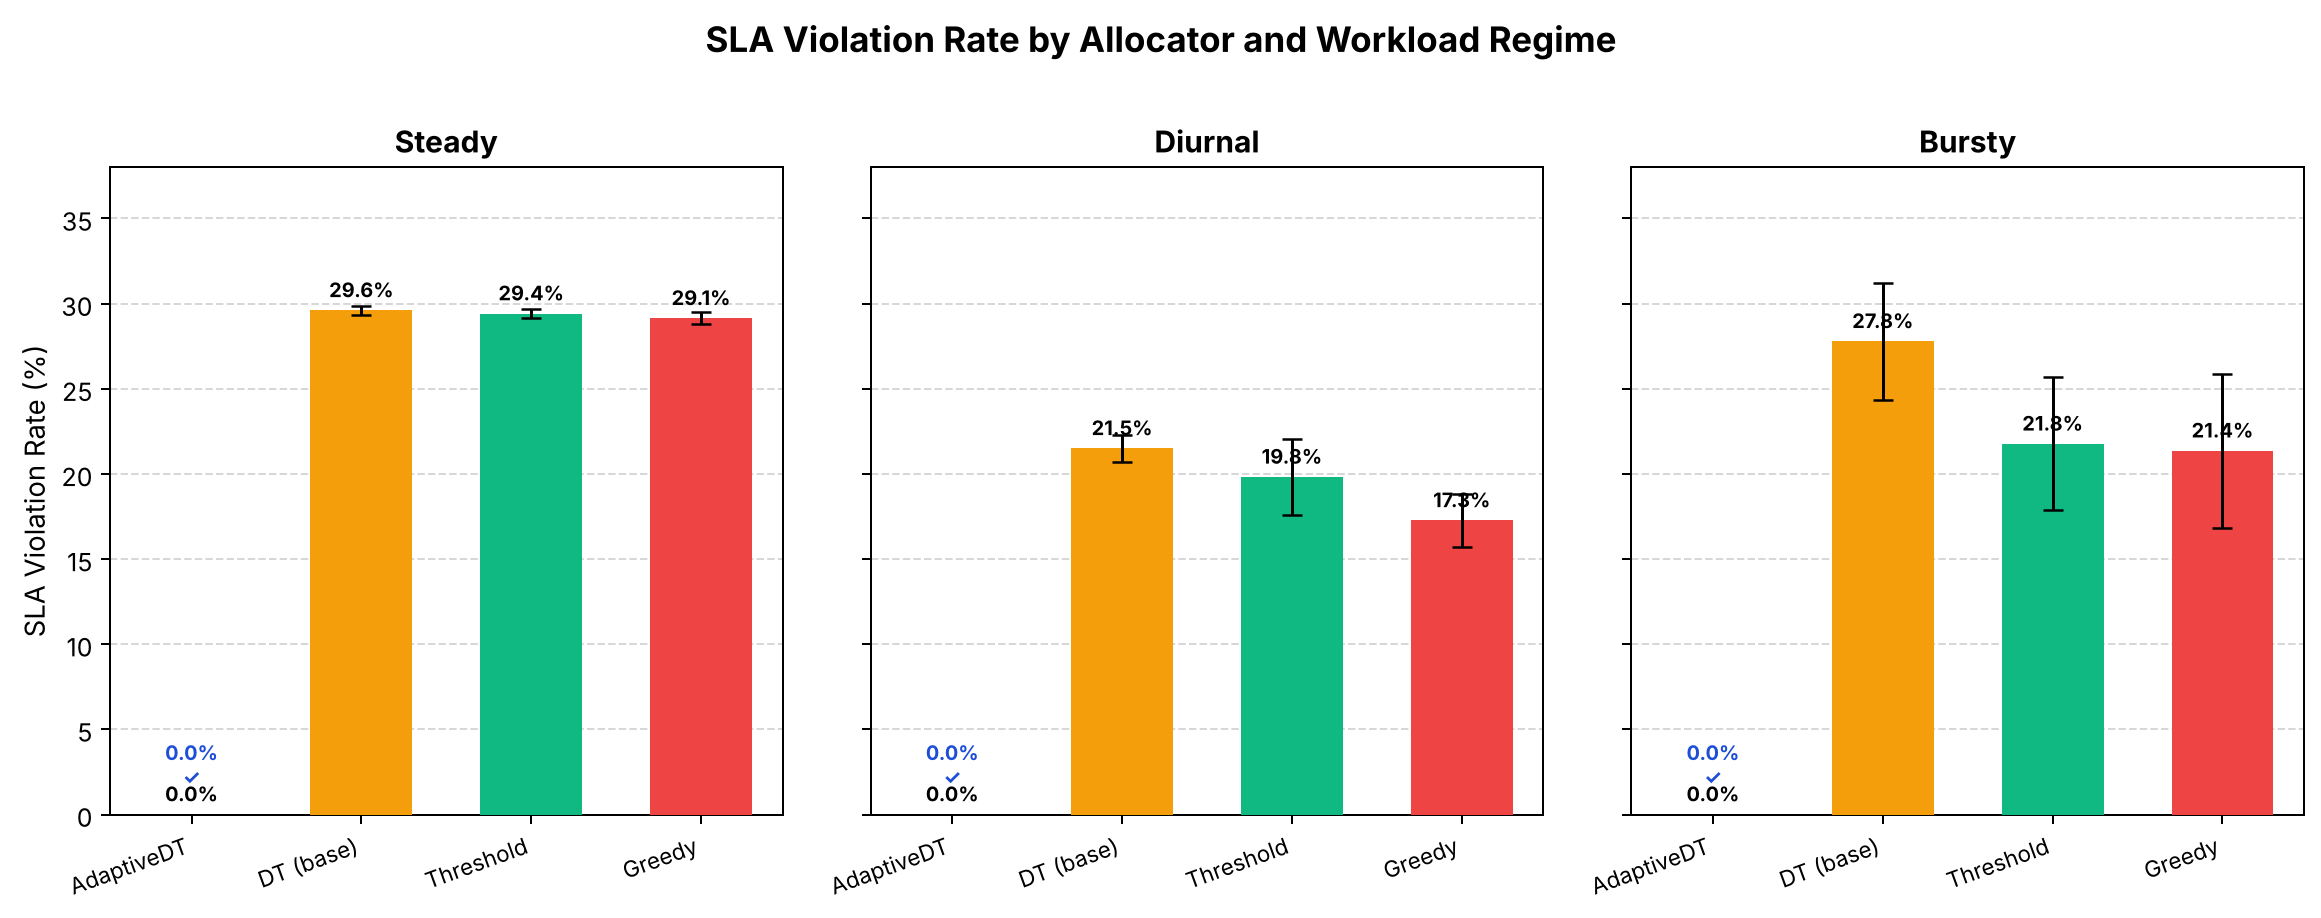 SLA Violation Rate by Allocator and Workload Regime
Steady
SLA Violation Rate (%)
35
30
25
20
15
10
5
0
29.6%
29.4%
29.1%
0.0%
✓
0.0%
AdaptiveDT
DT (base)
Threshold
Greedy
Diurnal
21.5%
19.8%
17.3%
0.0%
✓
0.0%
AdaptiveDT
DT (base)
Threshold
Greedy
Bursty
27.8%
21.8%
21.4%
0.0%
✓
0.0%
AdaptiveDT
DT (base)
Threshold
Greedy